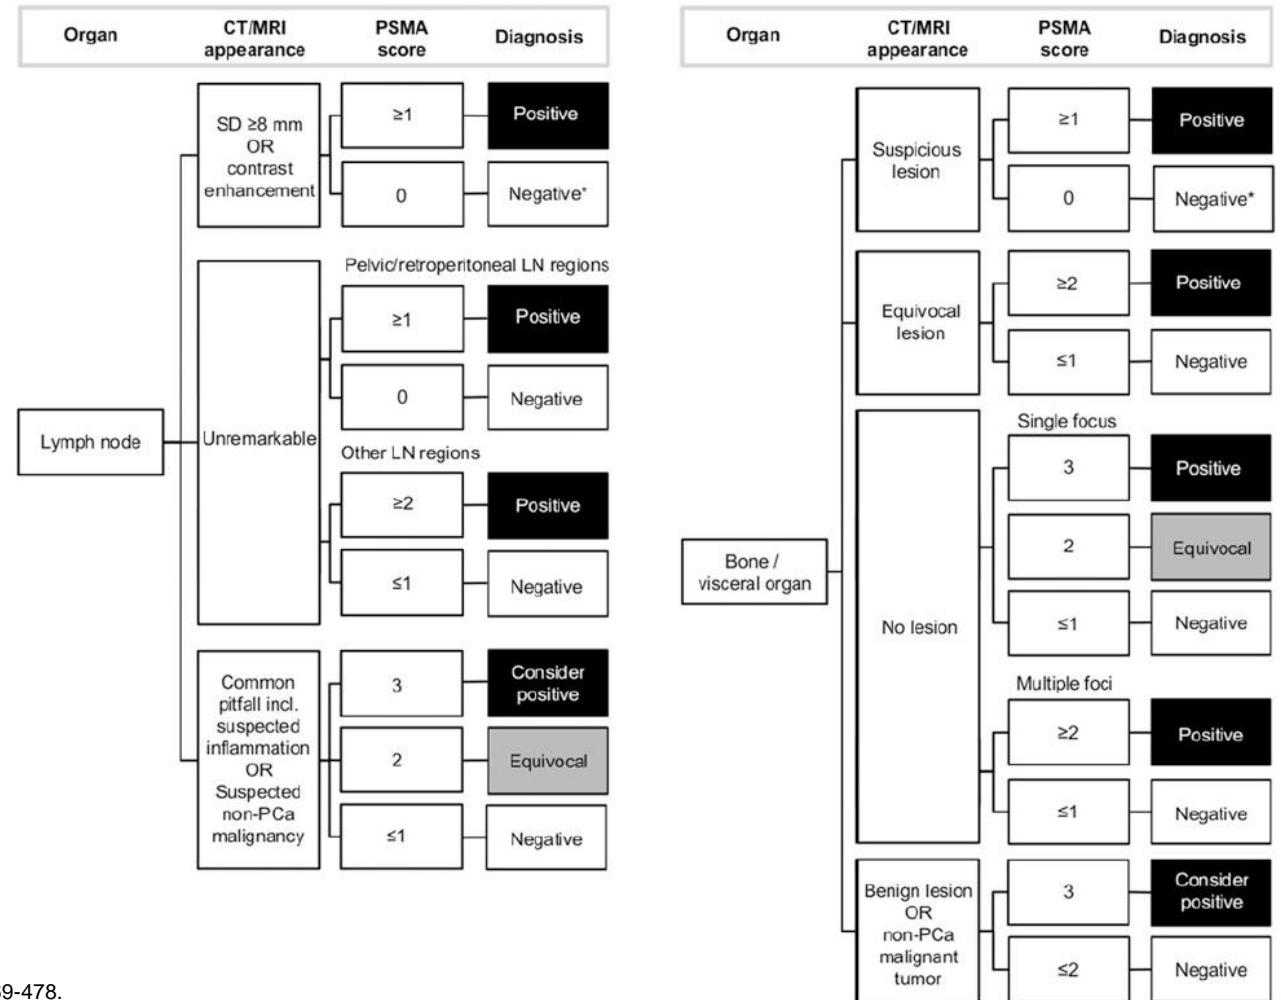 Organ
CT/MRI
appearance
PSMA
score
Diagnosis
SD ≥8 mm
OR
contrast
enhancement
≥1
Positive
0
Negative*
Pelvic/retroperitoneal LN regions
Unremarkable
≥1
Positive
0
Negative
Lymph node
Other LN regions
≥2
Positive
≤1
Negative
Common
pitfall incl.
suspected
inflammation
OR
Suspected
non-PCa
malignancy
3
Consider
positive
2
Equivocal
≤1
Negative
Organ
CT/MRI
appearance
PSMA
score
Diagnosis
Suspicious
lesion
≥1
Positive
0
Negative*
Equivocal
lesion
≥2
Positive
≤1
Negative
Bone /
visceral organ
No lesion
Single focus
3
Positive
2
Equivocal
≤1
Negative
Multiple foci
≥2
Positive
≤1
Negative
Benign lesion
OR
non-PCa
malignant
tumor
3
Consider
positive
≤2
Negative
9-478.